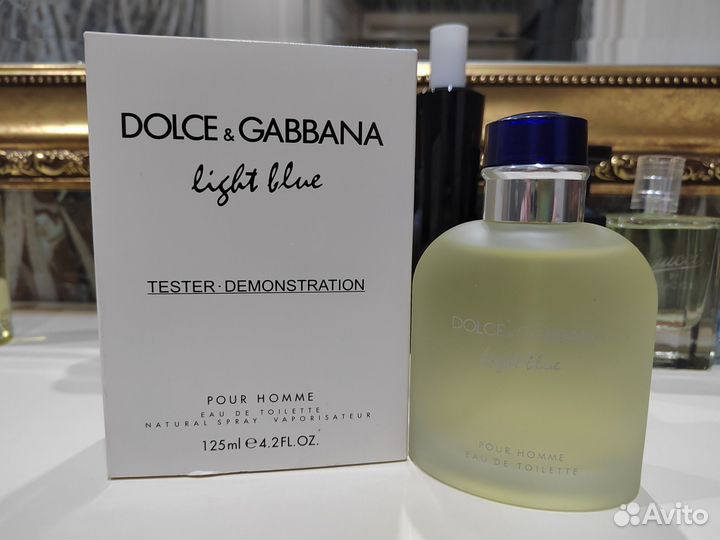 DOLCE & GABBANA
light blue
TESTER · DEMONSTRATION
POUR HOMME
EAU DE TOILETTE
NATURAL SPRAY VAPORISATEUR
125ml ℮ 4.2FL.OZ.
DOLCE & GABBANA
light blue
POUR HOMME
EAU DE TOILETTE
Avito